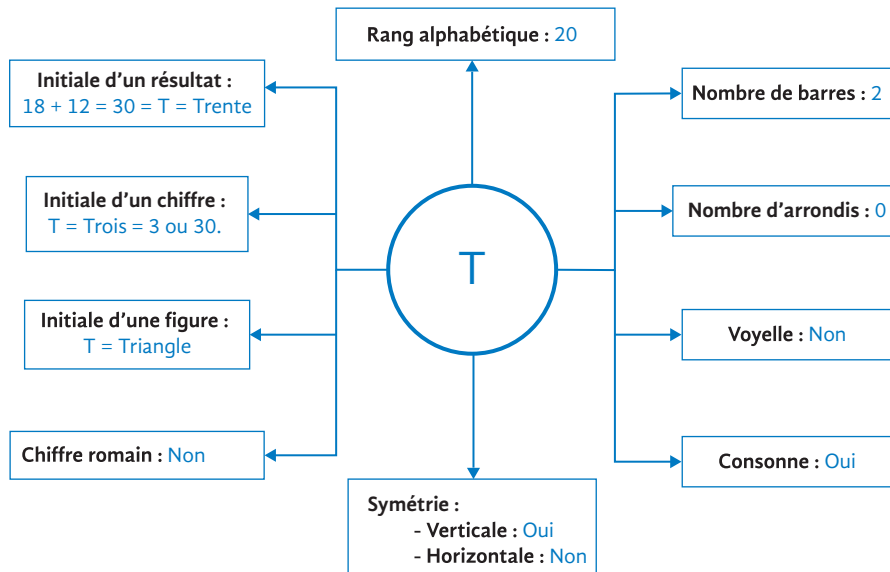 Rang alphabétique : 20
Initiale d'un résultat :
18 + 12 = 30 = T = Trente
Initiale d'un chiffre :
T = Trois = 3 ou 30.
Initiale d'une figure :
T = Triangle
Chiffre romain : Non
T
Symétrie :
- Verticale : Oui
- Horizontale : Non
Nombre de barres : 2
Nombre d'arrondis : 0
Voyelle : Non
Consonne : Oui